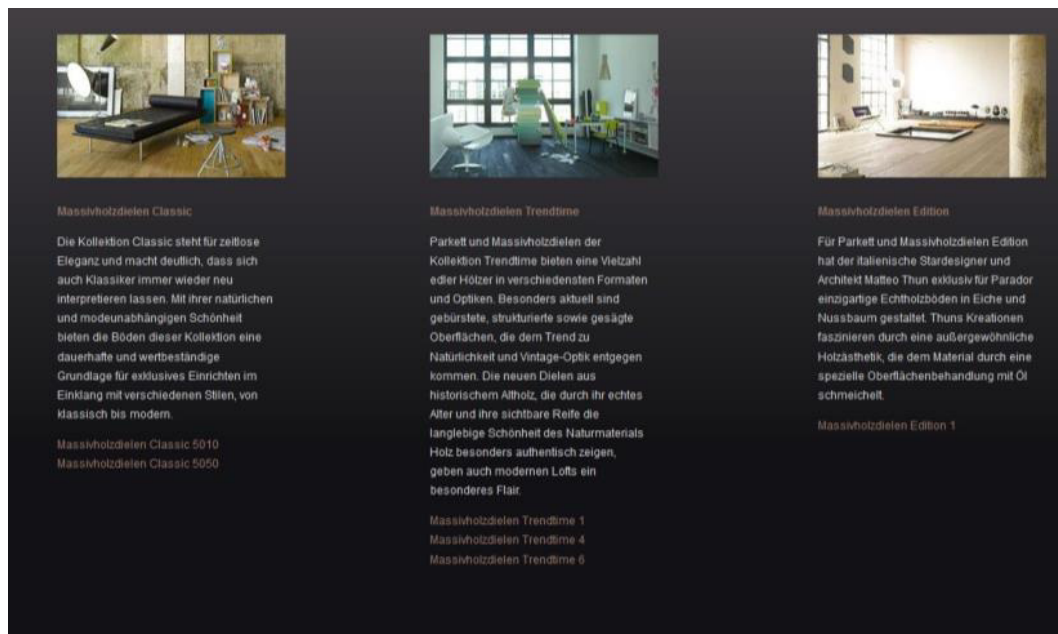 Massivholzdielen Classic
Die Kollektion Classic steht für zeitlose
Eleganz und macht deutlich, dass sich
auch Klassiker immer wieder neu
interpretieren lassen. Mit ihrer natürlichen
und modeunabhängigen Schönheit
bieten die Böden dieser Kollektion eine
dauerhafte und wertbeständige
Grundlage für exklusives Einrichten im
Einklang mit verschiedenen Stilen, von
klassisch bis modern.
Massivholzdielen Classic 5010
Massivholzdielen Classic 5050
Massivholzdielen Trendtime
Parkett und Massivholzdielen der
Kollektion Trendtime bieten eine Vielzahl
edler Hölzer in verschiedensten Formaten
und Optiken. Besonders aktuell sind
gebürstete, strukturierte sowie gesägte
Oberflächen, die dem Trend zu
Natürlichkeit und Vintage-Optik entgegen
kommen. Die neuen Dielen aus
historischem Altholz, die durch ihr echtes
Alter und ihre sichtbare Reife die
langlebige Schönheit des Naturmaterials
Holz besonders authentisch zeigen,
geben auch modernen Lofts ein
besonderes Flair.
Massivholzdielen Trendtime 1
Massivholzdielen Trendtime 4
Massivholzdielen Trendtime 6
Massivholzdielen Edition
Für Parkett und Massivholzdielen Edition
hat der italienische Stardesigner und
Architekt Matteo Thun exklusiv für Parador
einzigartige Echtholzböden in Eiche und
Nussbaum gestaltet. Thuns Kreationen
faszinieren durch eine außergewöhnliche
Holzästhetik, die dem Material durch eine
spezielle Oberflächenbehandlung mit Öl
schmeichelt.
Massivholzdielen Edition 1